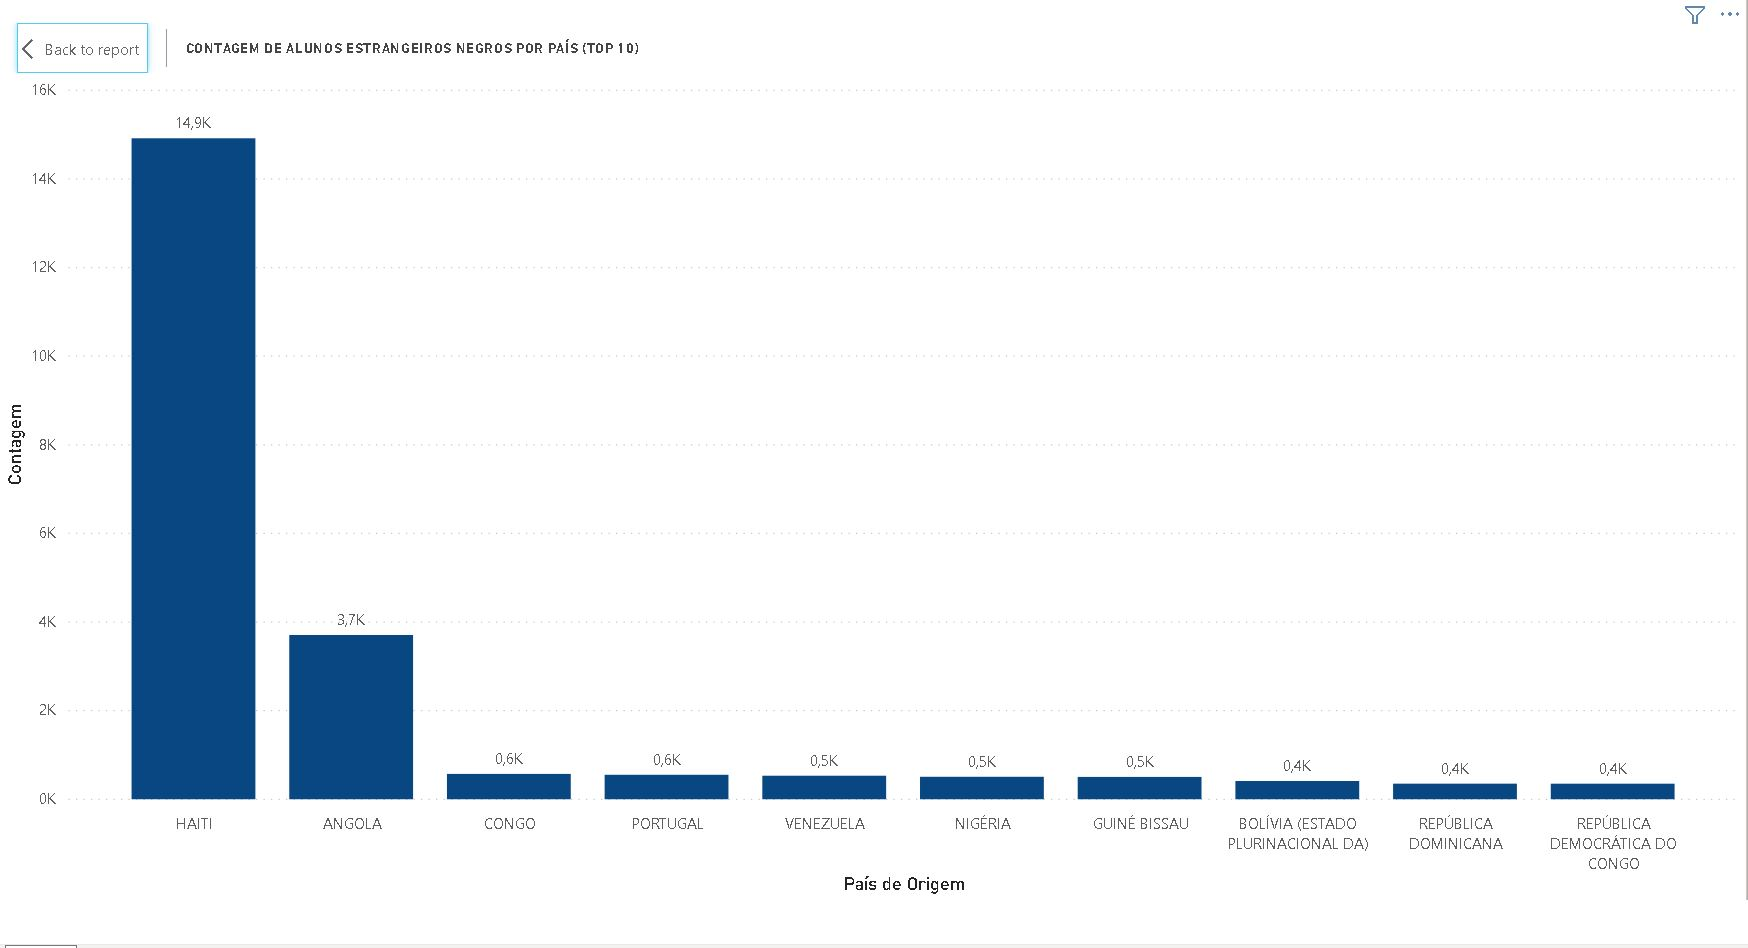 Back to report
CONTAGEM DE ALUNOS ESTRANGEIROS NEGROS POR PAÍS (TOP 10)
16K
14K
12K
10K
8K
6K
4K
2K
0K
Contagem
14,9K
3,7K
0,6K
0,6K
0,5K
0,5K
0,5K
0,4K
0,4K
0,4K
HAITI
ANGOLA
CONGO
PORTUGAL
VENEZUELA
NIGÉRIA
GUINÉ BISSAU
BOLÍVIA (ESTADO
PLURINACIONAL DA)
REPÚBLICA
DOMINICANA
REPÚBLICA
DEMOCRÁTICA DO
CONGO
País de Origem